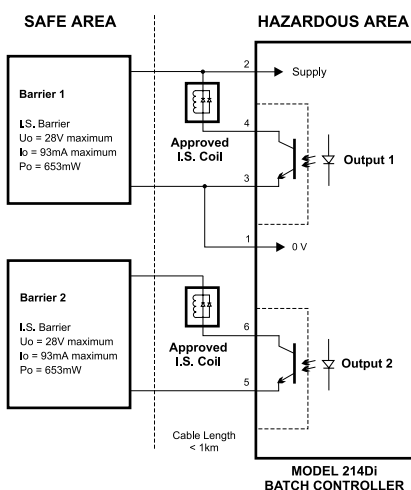 SAFE AREA
HAZARDOUS AREA
Barrier 1
I.S. Barrier
Uo = 28V maximum
Io = 93mA maximum
Po = 653mW
2
Supply
4
Approved
I.S. Coil
3
Output 1
1
0 V
Barrier 2
I.S. Barrier
Uo = 28V maximum
Io = 93mA maximum
Po = 653mW
6
Approved
I.S. Coil
5
Output 2
Cable Length
< 1km
MODEL 214Di
BATCH CONTROLLER